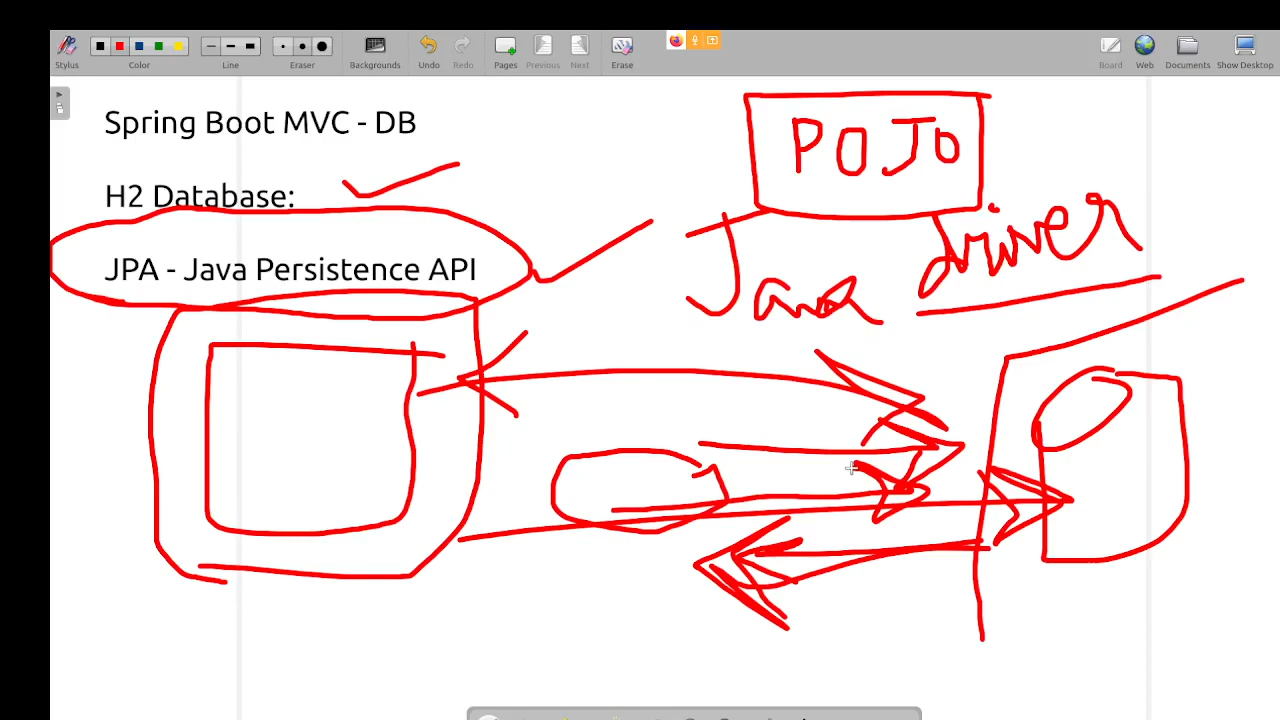 Stylus
Color
Line
Eraser
Backgrounds
Undo
Redo
Pages
Previous
Next
Erase
Board
Web
Documents
Show Desktop
Spring Boot MVC - DB
POJO
H2 Database:
driver
JPA - Java Persistence API
Java